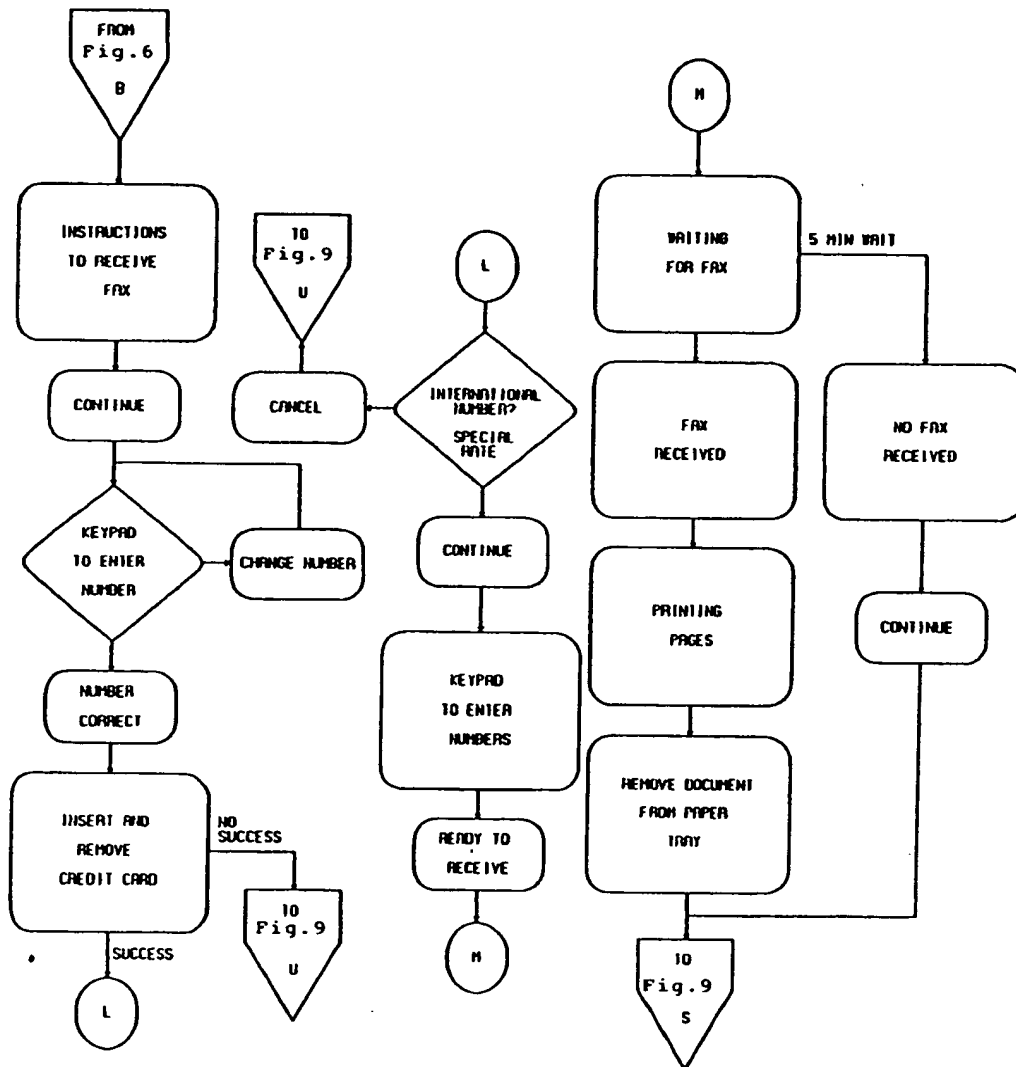 FROM
Fig.6
B
INSTRUCTIONS
TO RECEIVE
FAX
CONTINUE
KEYPAD
TO ENTER
NUMBER
CHANGE NUMBER
NUMBER
CORRECT
INSERT AND
REMOVE
CREDIT CARD
NO
SUCCESS
TO
Fig.9
U
SUCCESS
L
TO
Fig.9
U
CANCEL
L
INTERNATIONAL
NUMBER?
SPECIAL
RATE
CONTINUE
KEYPAD
TO ENTER
NUMBERS
READY TO
RECEIVE
M
M
WAITING
FOR FAX
5 MIN WAIT
FAX
RECEIVED
NO FAX
RECEIVED
PRINTING
PAGES
CONTINUE
REMOVE DOCUMENT
FROM PAPER
TRAY
TO
Fig.9
S